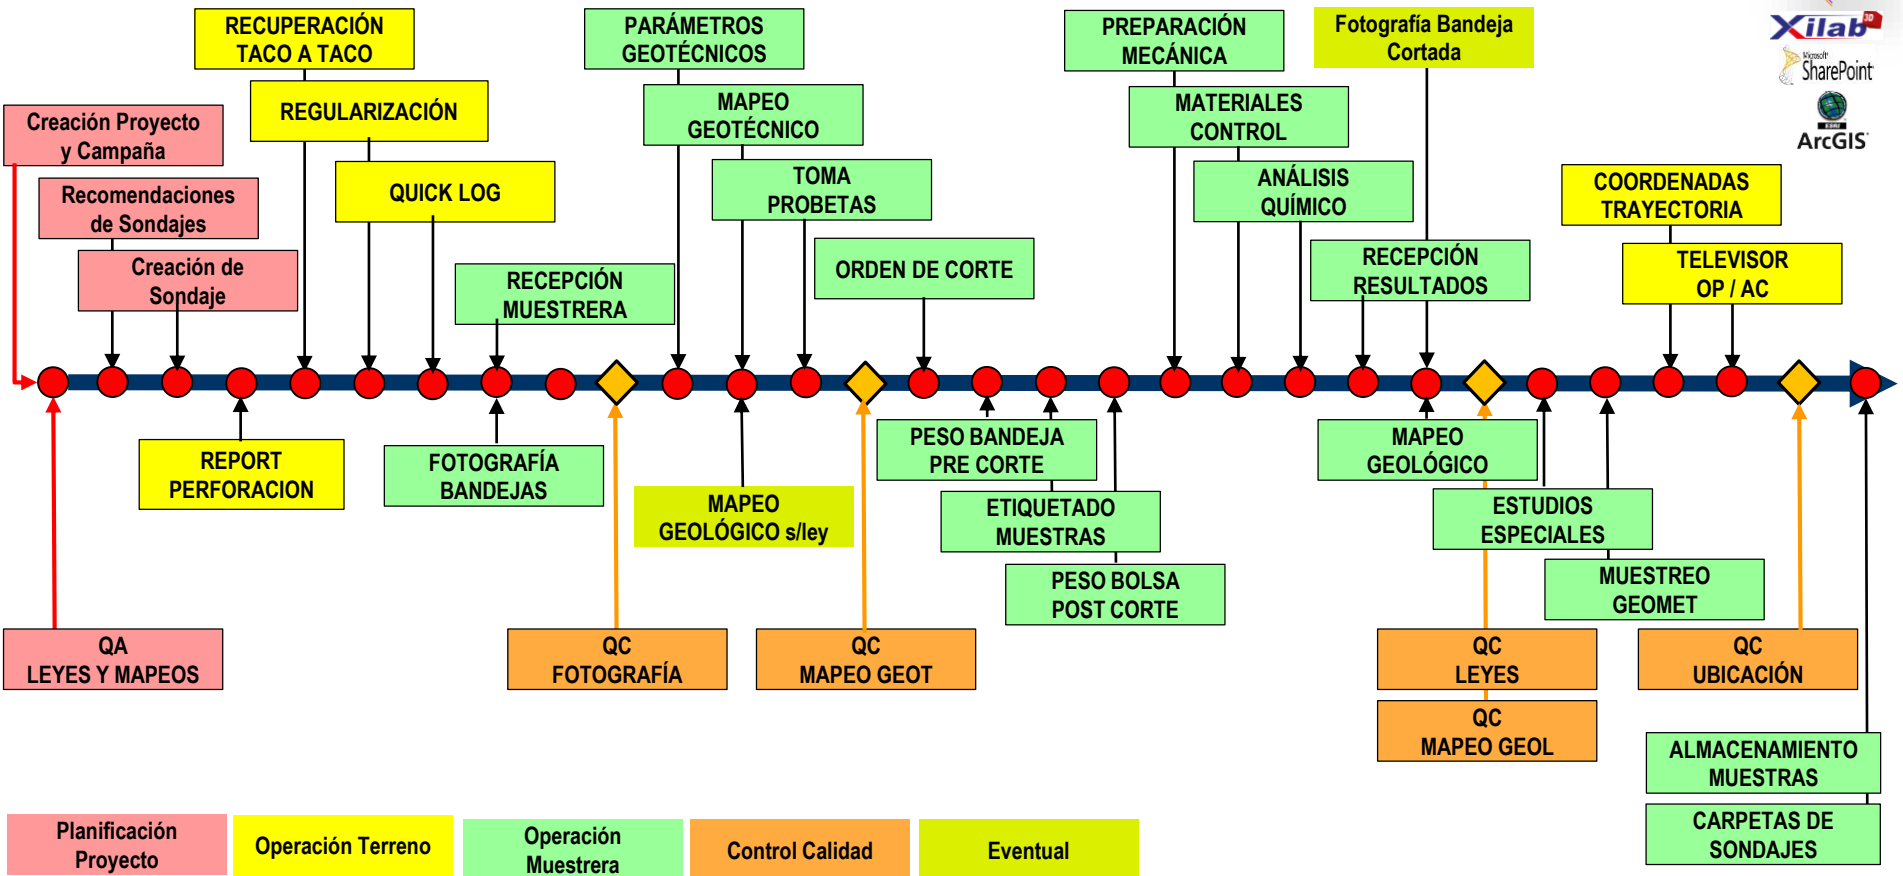 RECUPERACIÓN
TACO A TACO
PARÁMETROS
GEOTÉCNICOS
PREPARACIÓN
MECÁNICA
Fotografía Bandeja
Cortada
Xilab 3D
Microsoft
SharePoint
ESRI
ArcGIS
REGULARIZACIÓN
MAPEO
GEOTÉCNICO
MATERIALES
CONTROL
Creación Proyecto
y Campaña
QUICK LOG
TOMA
PROBETAS
ANÁLISIS
QUÍMICO
COORDENADAS
TRAYECTORIA
Recomendaciones
de Sondajes
Creación de
Sondaje
RECEPCIÓN
MUESTRERA
ORDEN DE CORTE
RECEPCIÓN
RESULTADOS
TELEVISOR
OP / AC
REPORT
PERFORACION
FOTOGRAFÍA
BANDEJAS
MAPEO
GEOLÓGICO s/ley
PESO BANDEJA
PRE CORTE
ETIQUETADO
MUESTRAS
PESO BOLSA
POST CORTE
MAPEO
GEOLÓGICO
ESTUDIOS
ESPECIALES
MUESTREO
GEOMET
QA
LEYES Y MAPEOS
QC
FOTOGRAFÍA
QC
MAPEO GEOT
QC
LEYES
QC
MAPEO GEOL
QC
UBICACIÓN
ALMACENAMIENTO
MUESTRAS
CARPETAS DE
SONDAJES
Planificación
Proyecto
Operación Terreno
Operación
Muestrera
Control Calidad
Eventual